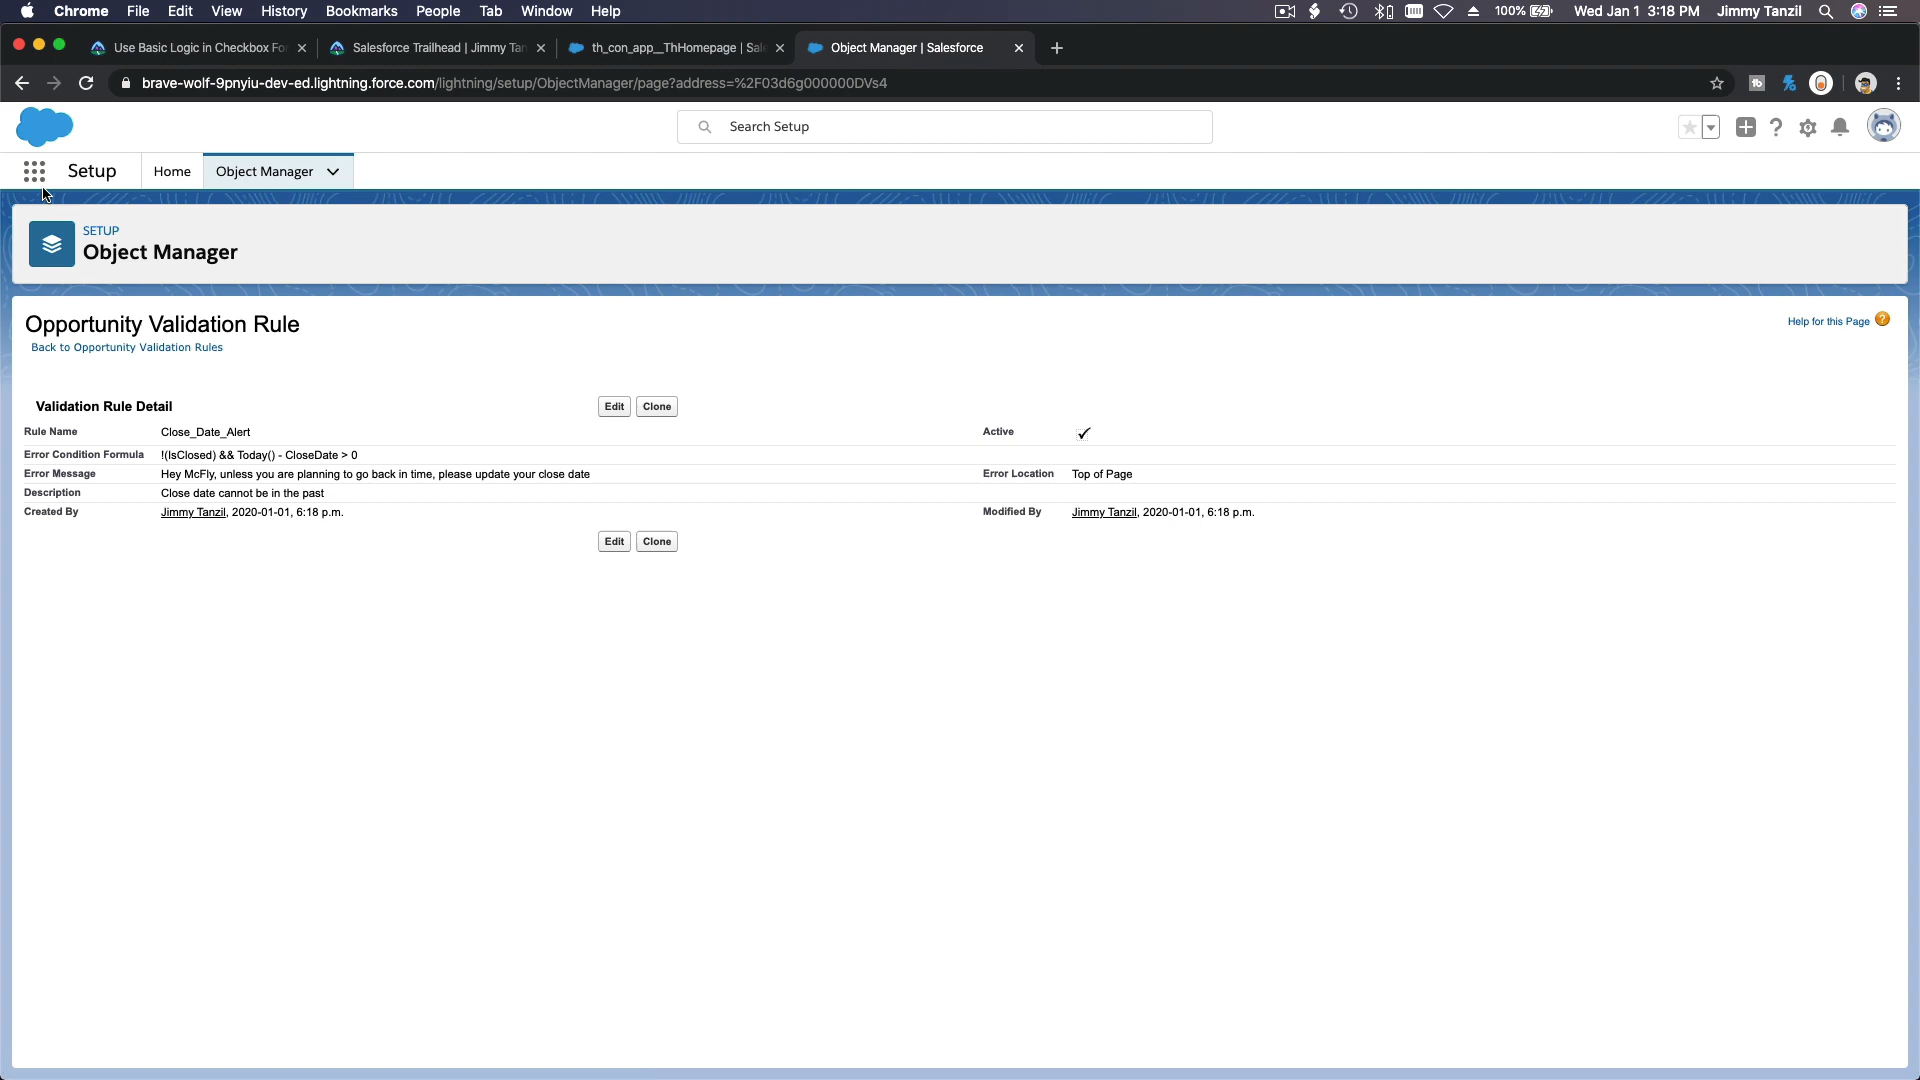 Chrome File Edit View History Bookmarks People Tab Window Help 100% Wed Jan 1 3:18 PM Jimmy Tanzil
Use Basic Logic in Checkbox For Salesforce Trailhead | Jimmy Tan th_con_app__ThHomepage | Sal Object Manager | Salesforce
brave-wolf-9pnyiu-dev-ed.lightning.force.com/lightning/setup/ObjectManager/page?address=%2F03d6g000000DVs4
Search Setup
Setup Home Object Manager
SETUP
Object Manager
Opportunity Validation Rule
Help for this Page
Back to Opportunity Validation Rules
Validation Rule Detail Edit Clone
Rule Name Close_Date_Alert Active
Error Condition Formula !(IsClosed) && Today() - CloseDate > 0
Error Message Hey McFly, unless you are planning to go back in time, please update your close date Error Location Top of Page
Description Close date cannot be in the past
Created By Jimmy Tanzil, 2020-01-01, 6:18 p.m. Modified By Jimmy Tanzil, 2020-01-01, 6:18 p.m.
Edit Clone